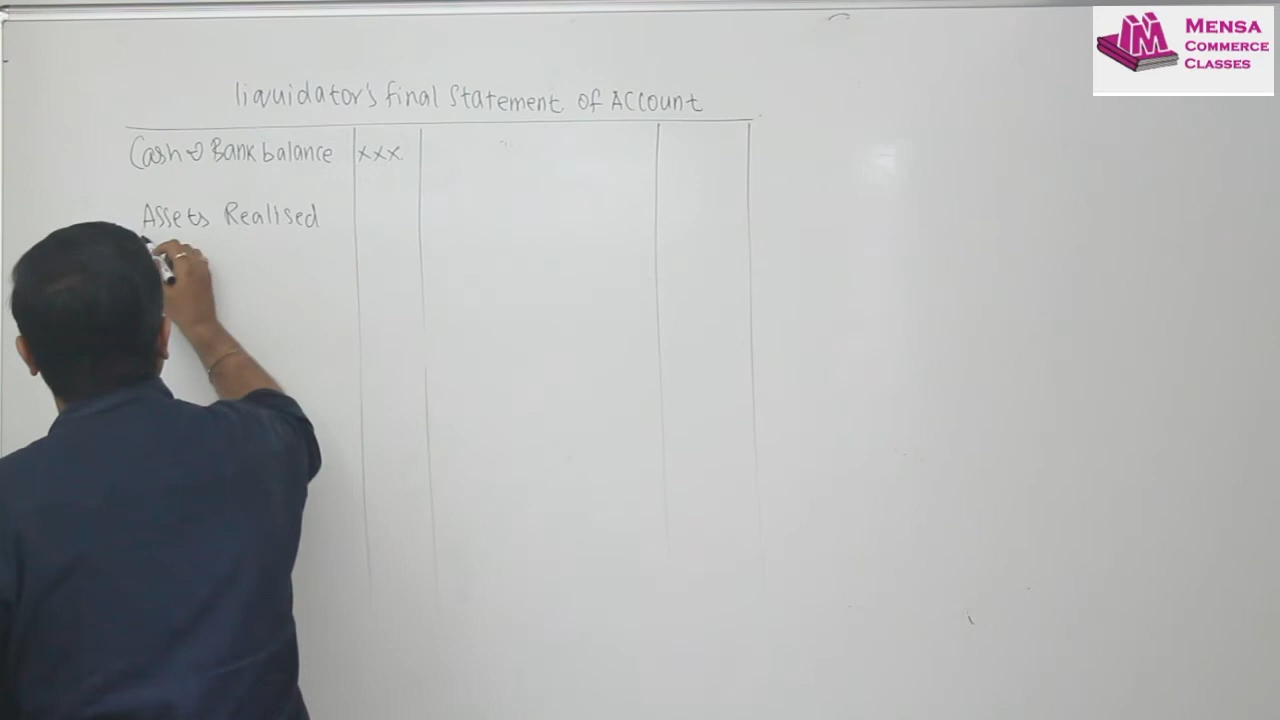 MENSA
COMMERCE
CLASSES
liquidator's final Statement of Account
Cash & Bank balance xxx
Assets Realised